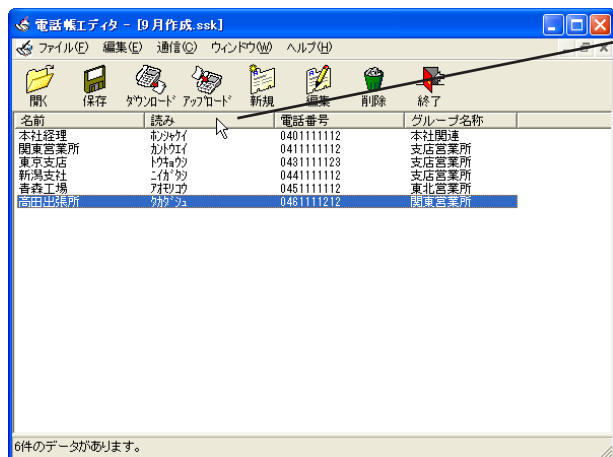 電話帳エディタ - [9月作成.ssk]
ファイル(F) 編集(E) 通信(C) ウィンドウ(W) ヘルプ(H)
開く 保存 ﾀﾞｳﾝﾛｰﾄﾞ ｱｯﾌﾟﾛｰﾄﾞ 新規 編集 削除 終了
名前 読み 電話番号 グループ名称
本社経理 ﾎﾝｼｬｹｲ 0401111112 本社関連
関東営業所 ｶﾝﾄｳｴｲ 0411111112 支店営業所
東京支店 ﾄｳｷｮｳｼ 0431111123 支店営業所
新潟支社 ﾆｲｶﾞﾀｼ 0441111112 支店営業所
青森工場 ｱｵﾓﾘｺｳ 0451111112 東北営業所
高田出張所 ﾀｶﾀﾞｼｭ 0461111212 関東営業所
6件のデータがあります。